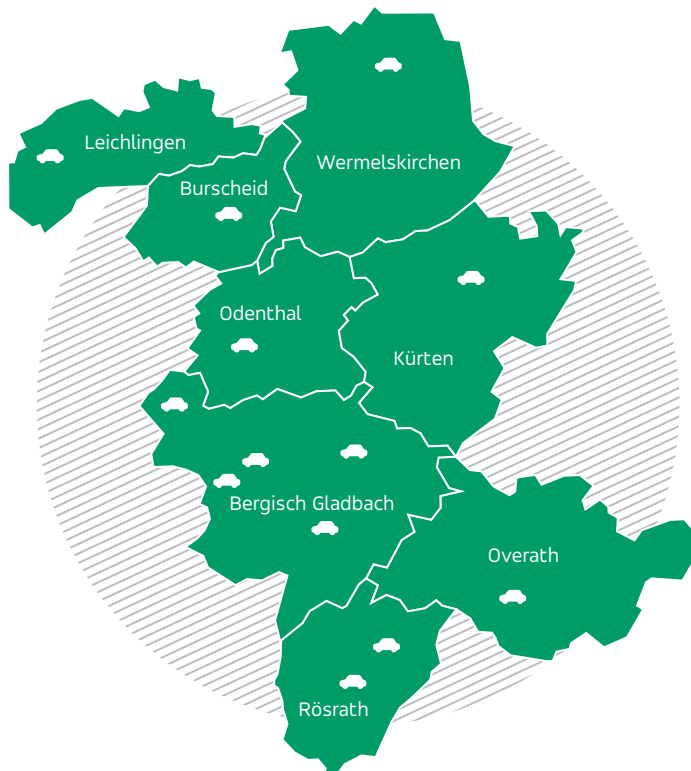 Leichlingen
Wermelskirchen
Burscheid
Odenthal
Kürten
Bergisch Gladbach
Overath
Rösrath